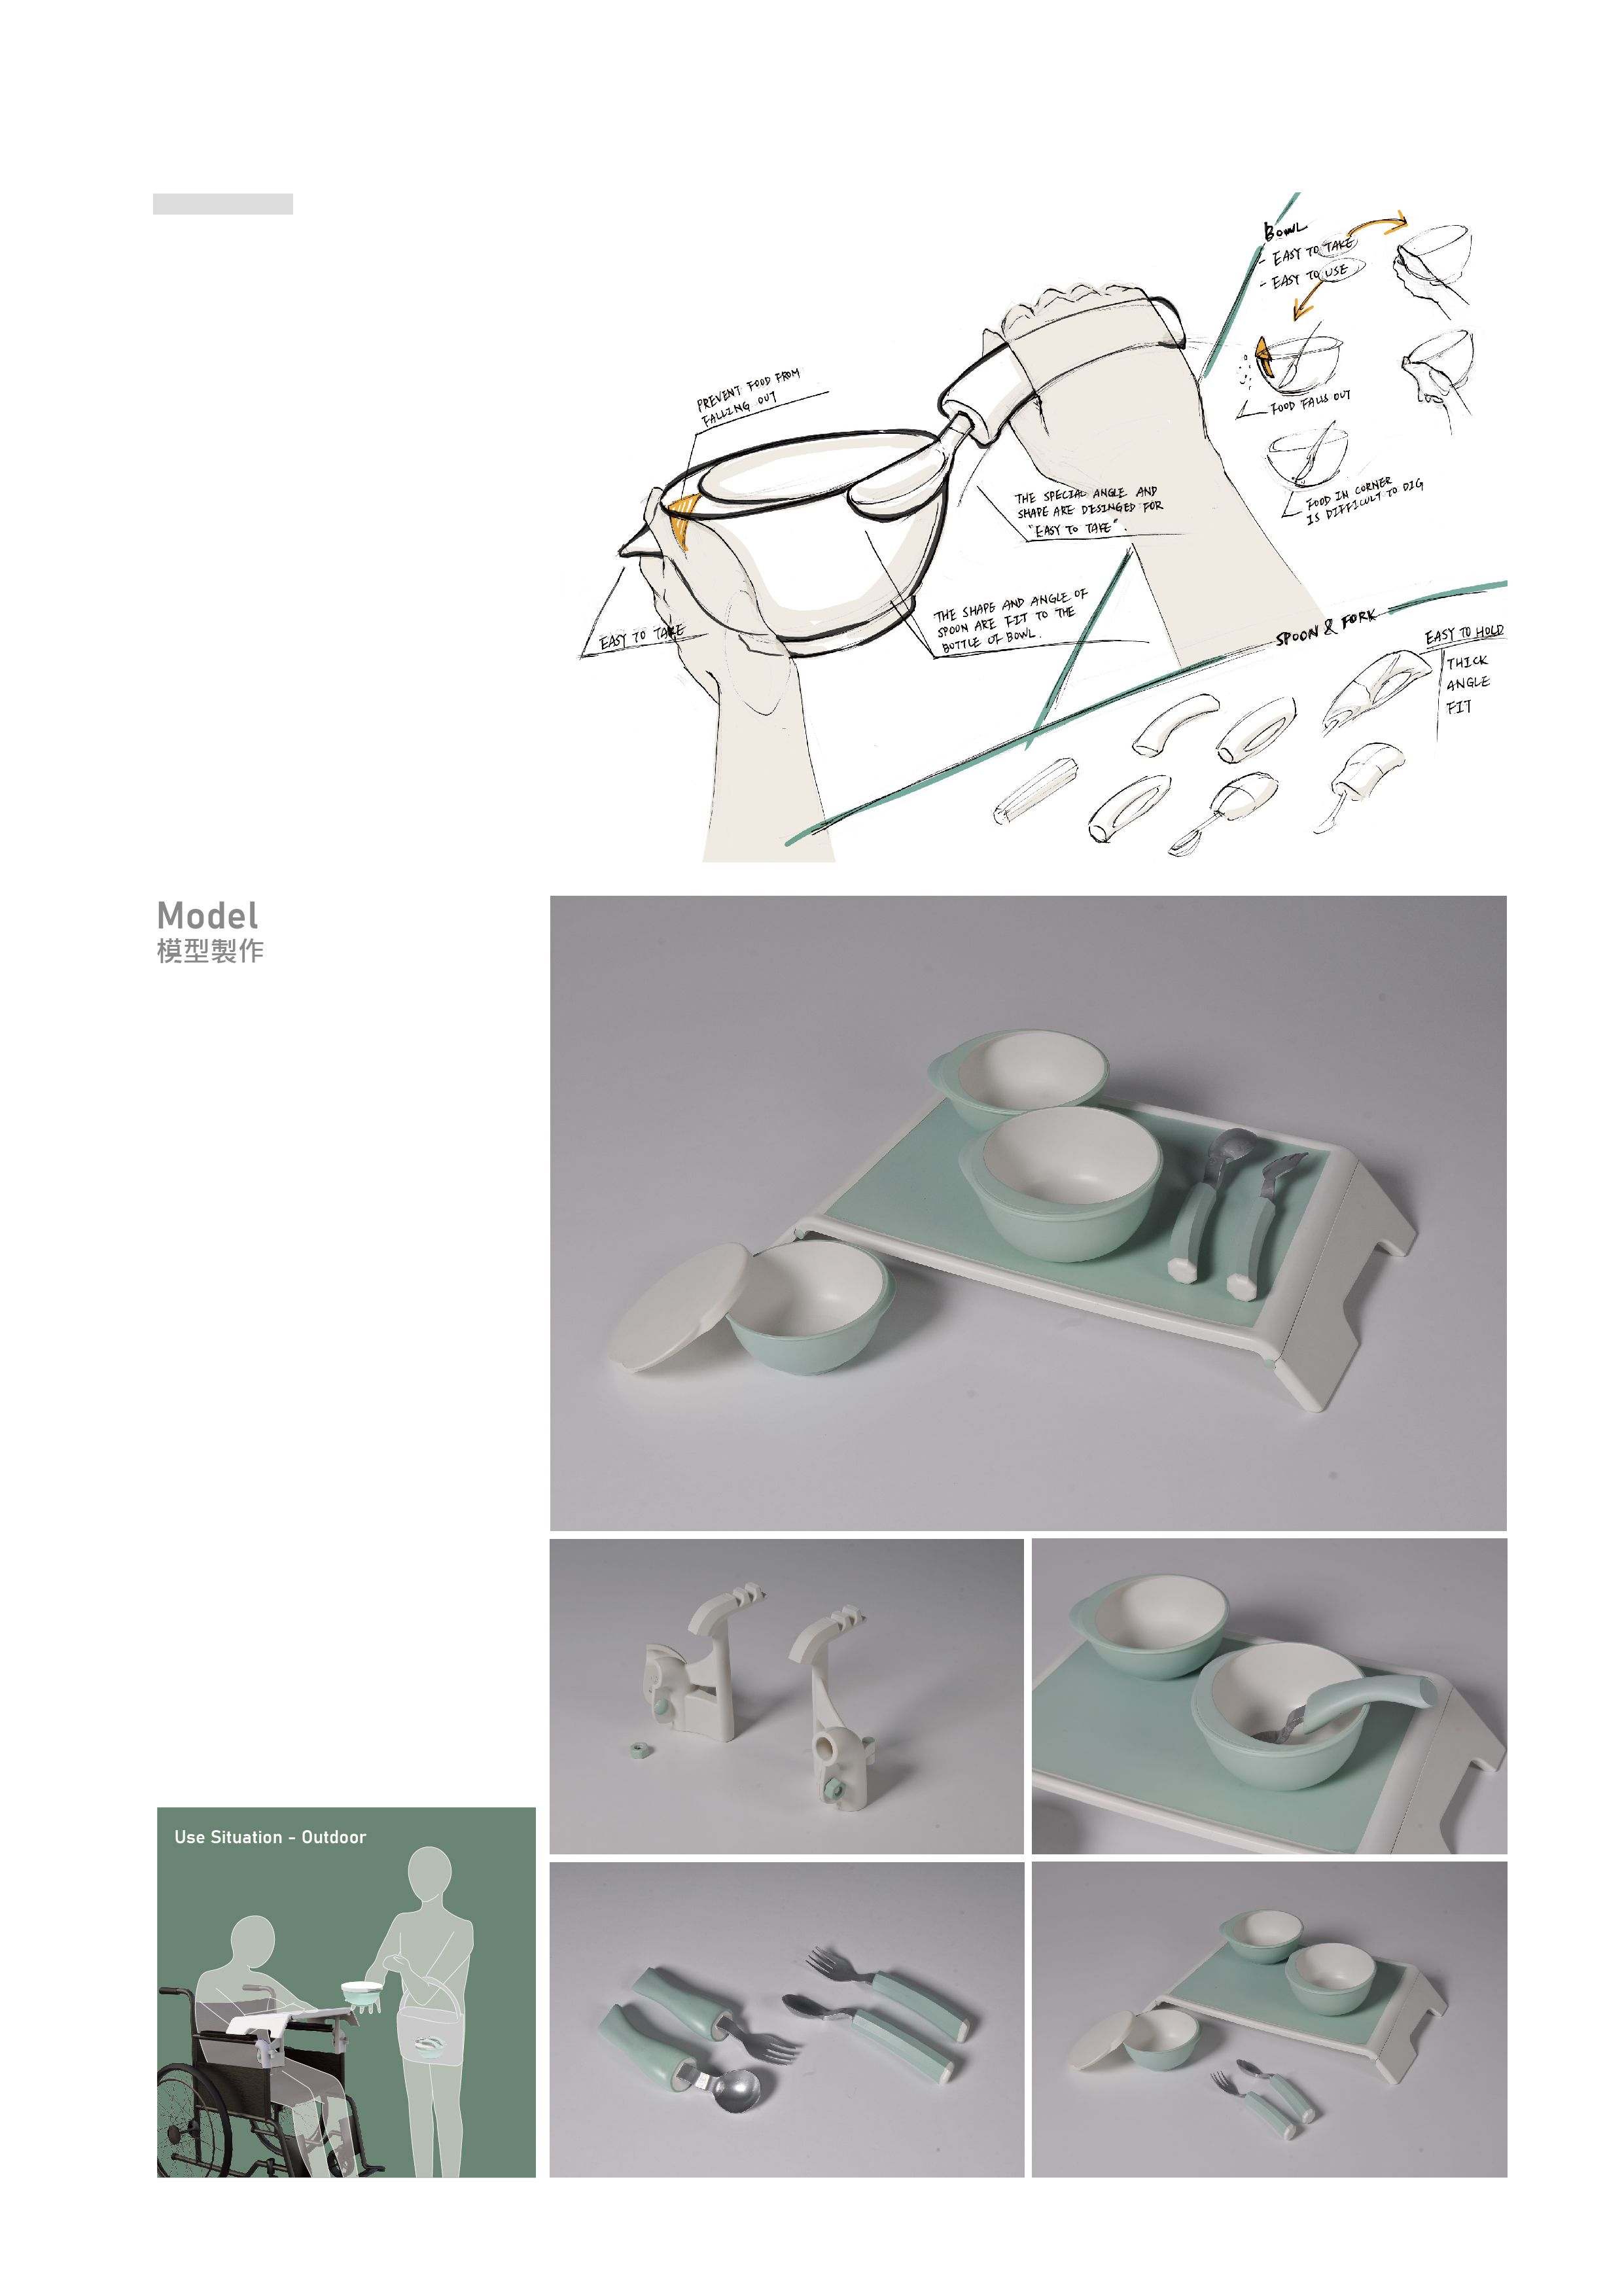 BOWL
- EASY TO TAKE
- EASY TO USE
FOOD FALLS OUT
FOOD IN CORNER
IS DIFFICULT TO DIG
PREVENT FOOD FROM
FALLING OUT
THE SPECIAL ANGLE AND
SHAPE ARE DESINGED FOR
"EASY TO TAKE".
THE SHAPE AND ANGLE OF
SPOON ARE FIT TO THE
BOTTLE OF BOWL.
EASY TO TAKE
SPOON & FORK
EASY TO HOLD
THICK
ANGLE
FIT
Model
模型製作
Use Situation - Outdoor